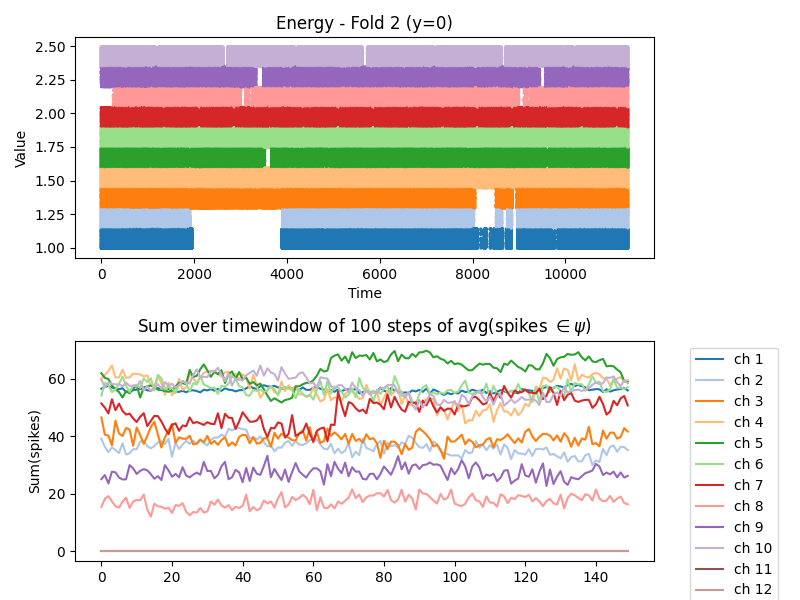 Energy - Fold 2 (y=0)
2.50
2.25
2.00
1.75
1.50
1.25
1.00
Value
0 2000 4000 6000 8000 10000
Time
Sum over timewindow of 100 steps of avg(spikes ∈ ψ)
60
40
20
0
Sum(spikes)
0 20 40 60 80 100 120 140
ch 1
ch 2
ch 3
ch 4
ch 5
ch 6
ch 7
ch 8
ch 9
ch 10
ch 11
ch 12